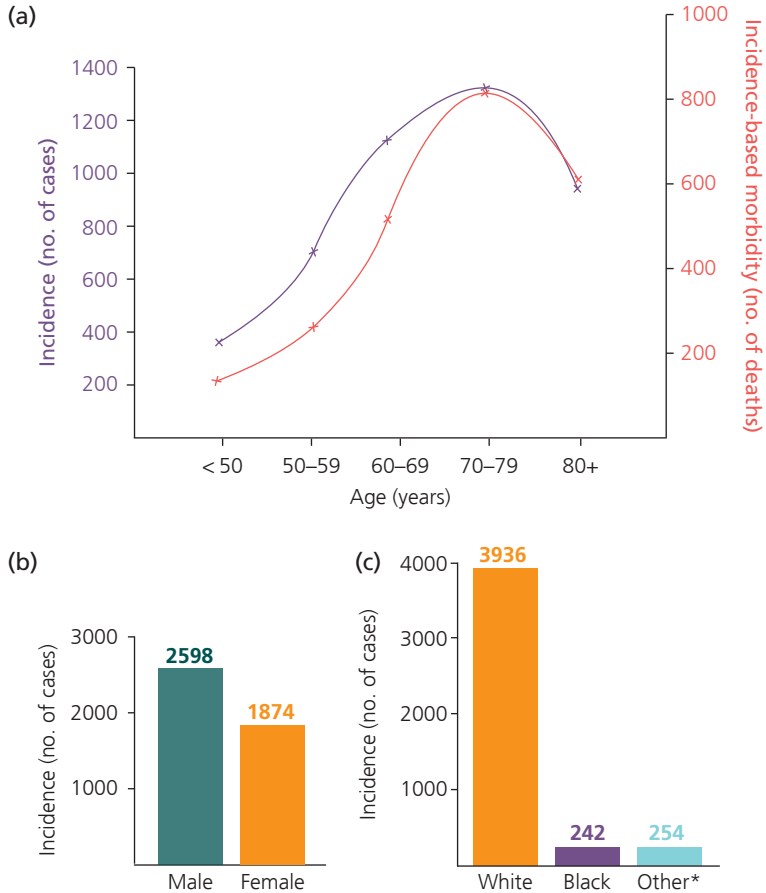 (a)
Incidence (no. of cases)
1400
1200
1000
800
600
400
200
1000
800
600
400
200
Incidence-based morbidity (no. of deaths)
< 50 50–59 60–69 70–79 80+
Age (years)
(b)
Incidence (no. of cases)
3000
2000
1000
2598
1874
Male Female
(c)
Incidence (no. of cases)
4000
3000
2000
1000
3936
242
254
White Black Other*